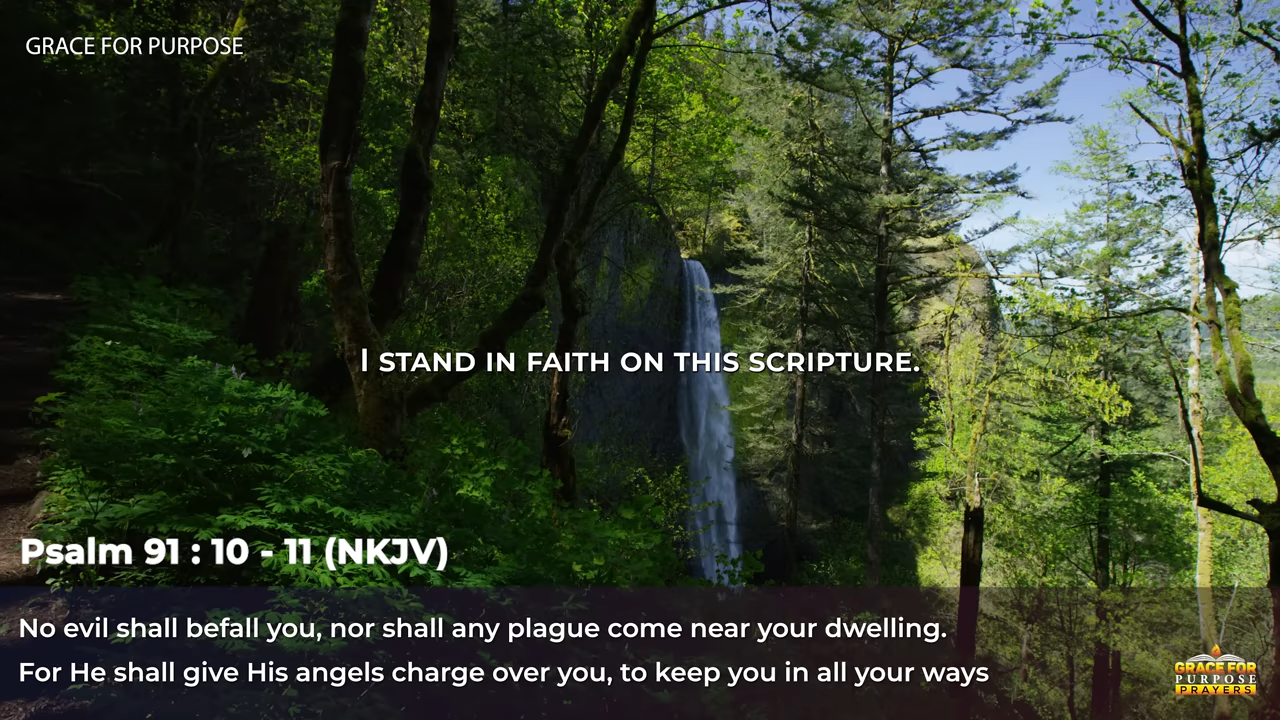 GRACE FOR PURPOSE
I STAND IN FAITH ON THIS SCRIPTURE.
Psalm 91 : 10 - 11 (NKJV)
No evil shall befall you, nor shall any plague come near your dwelling.
For He shall give His angels charge over you, to keep you in all your ways
GRACE FOR
PURPOSE
PRAYERS